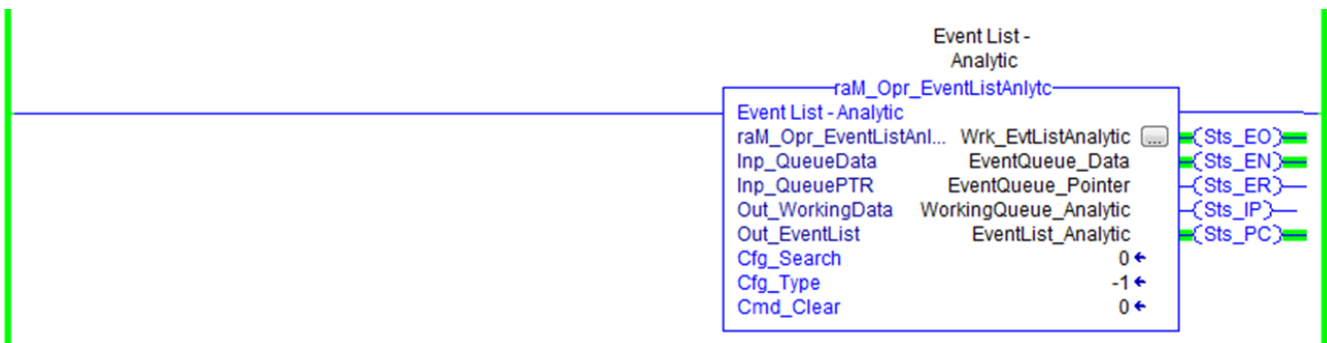 Event List -
Analytic
raM_Opr_EventListAnlytc
Event List - Analytic
raM_Opr_EventListAnl... Wrk_EvtListAnalytic ... (Sts_EO)
Inp_QueueData EventQueue_Data (Sts_EN)
Inp_QueuePTR EventQueue_Pointer (Sts_ER)
Out_WorkingData WorkingQueue_Analytic (Sts_IP)
Out_EventList EventList_Analytic (Sts_PC)
Cfg_Search 0
Cfg_Type -1
Cmd_Clear 0